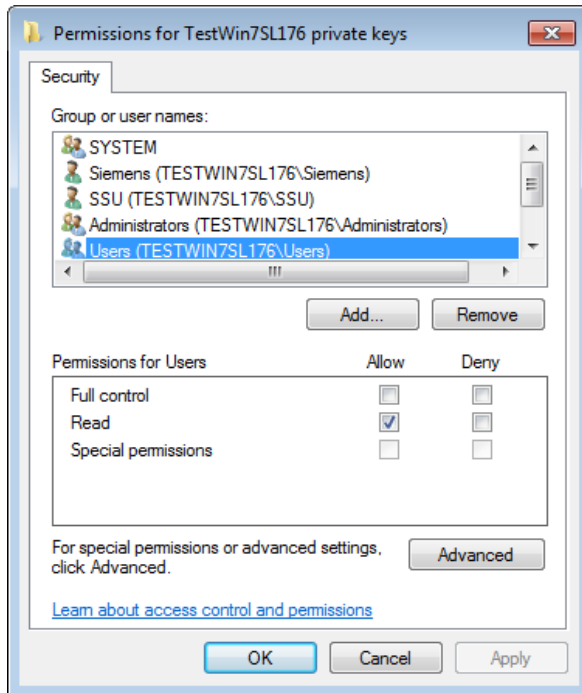 Permissions for TestWin7SL176 private keys
Security
Group or user names:
SYSTEM
Siemens (TESTWIN7SL176\Siemens)
SSU (TESTWIN7SL176\SSU)
Administrators (TESTWIN7SL176\Administrators)
Users (TESTWIN7SL176\Users)
Add... Remove
Permissions for Users Allow Deny
Full control
Read
Special permissions
For special permissions or advanced settings,
click Advanced. Advanced
Learn about access control and permissions
OK Cancel Apply